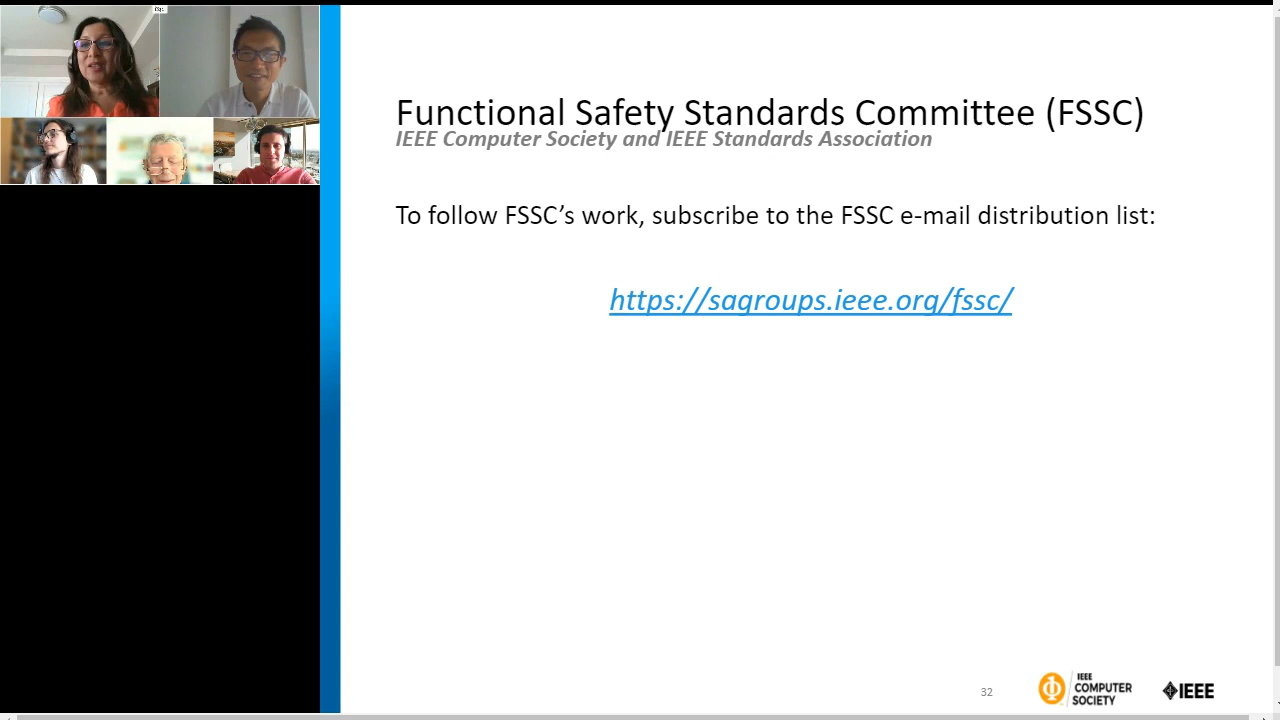 Functional Safety Standards Committee (FSSC)
IEEE Computer Society and IEEE Standards Association
To follow FSSC’s work, subscribe to the FSSC e-mail distribution list:
https://sagroups.ieee.org/fssc/
32
IEEE
COMPUTER
SOCIETY
IEEE